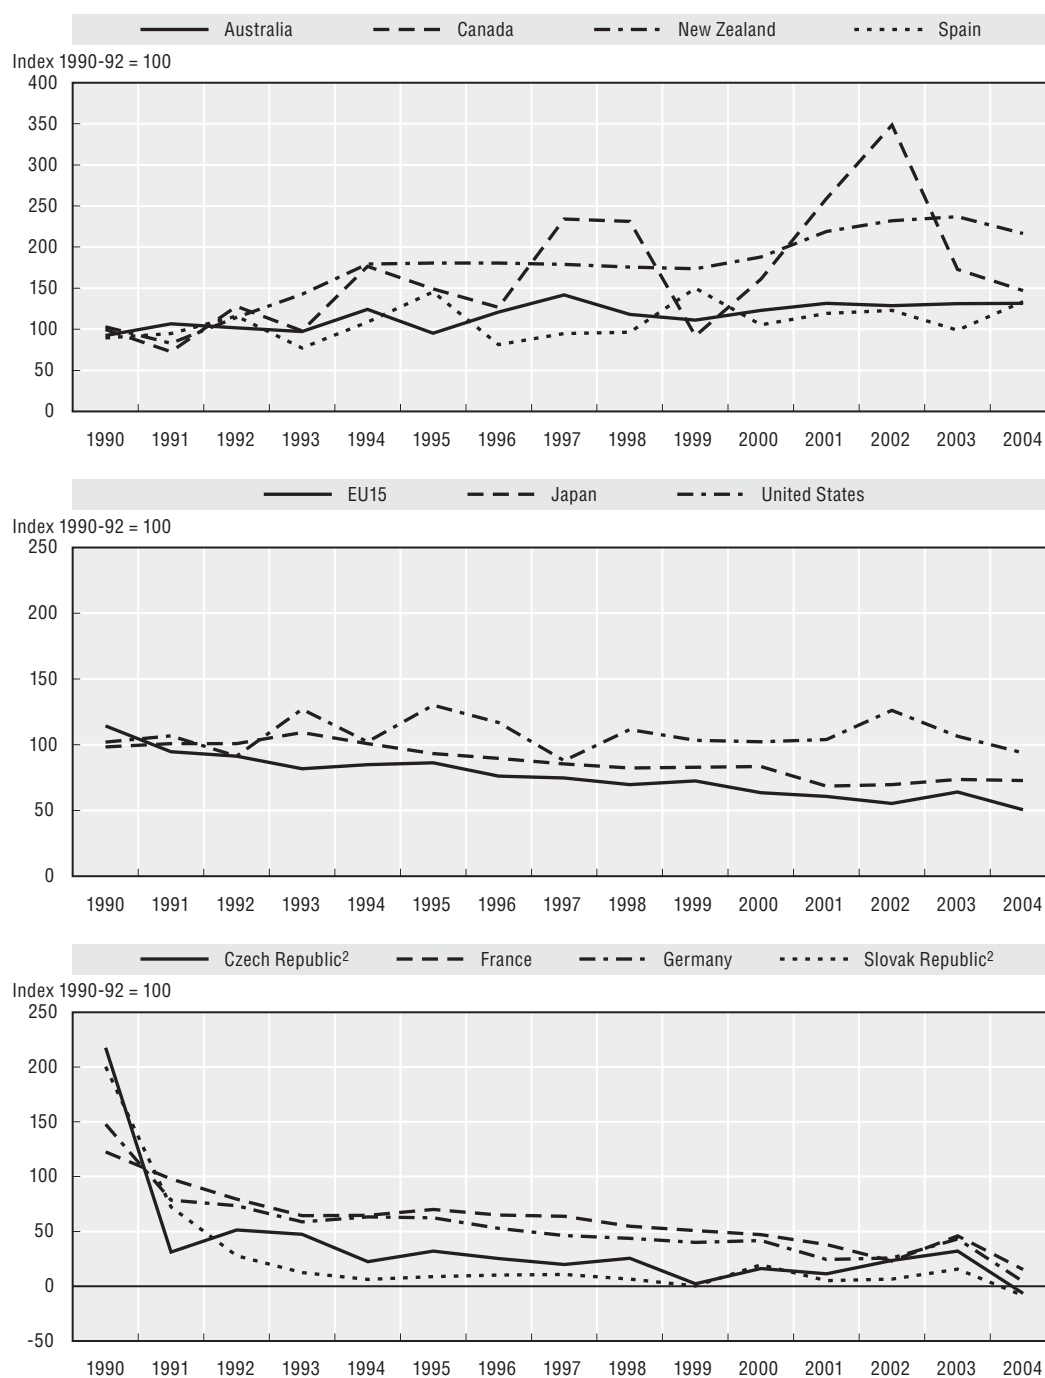 Australia Canada New Zealand Spain
Index 1990-92 = 100
400
350
300
250
200
150
100
50
0
1990 1991 1992 1993 1994 1995 1996 1997 1998 1999 2000 2001 2002 2003 2004
EU15 Japan United States
Index 1990-92 = 100
250
200
150
100
50
0
1990 1991 1992 1993 1994 1995 1996 1997 1998 1999 2000 2001 2002 2003 2004
Czech Republic² France Germany Slovak Republic²
Index 1990-92 = 100
250
200
150
100
50
0
-50
1990 1991 1992 1993 1994 1995 1996 1997 1998 1999 2000 2001 2002 2003 2004